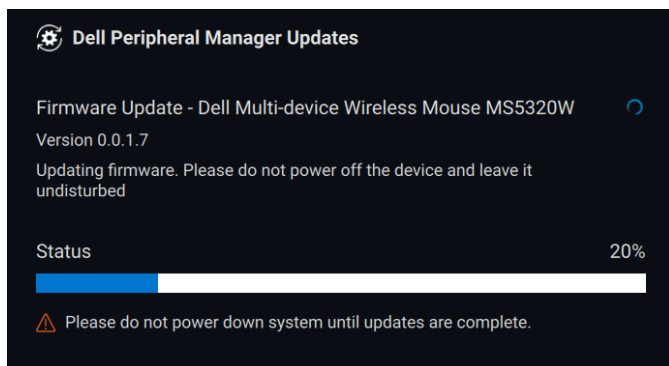 Dell Peripheral Manager Updates
Firmware Update - Dell Multi-device Wireless Mouse MS5320W
Version 0.0.1.7
Updating firmware. Please do not power off the device and leave it
undisturbed
Status 20%
Please do not power down system until updates are complete.